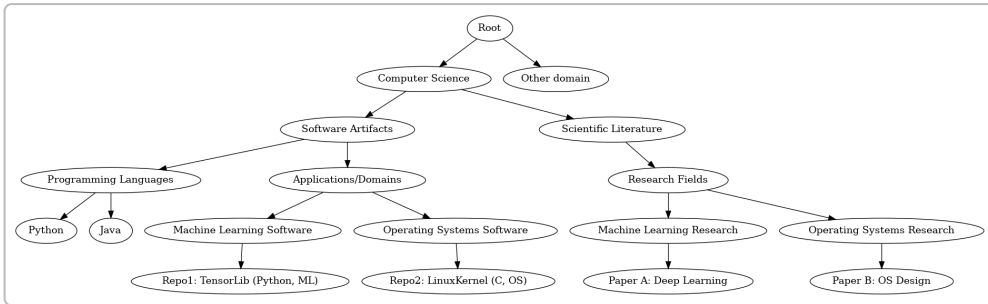 Root
Computer Science
Other domain
Software Artifacts
Scientific Literature
Programming Languages
Applications/Domains
Research Fields
Python
Java
Machine Learning Software
Operating Systems Software
Machine Learning Research
Operating Systems Research
Repo1: TensorLib (Python, ML)
Repo2: LinuxKernel (C, OS)
Paper A: Deep Learning
Paper B: OS Design